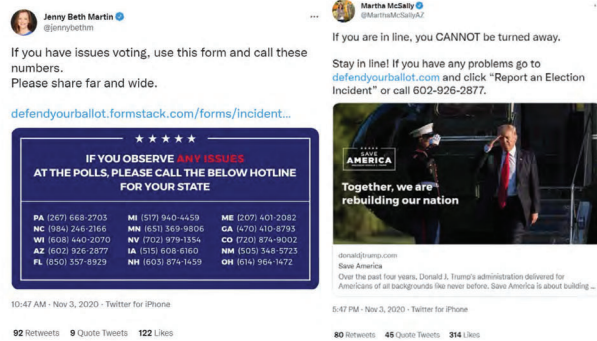 Jenny Beth Martin
@jennybethm
If you have issues voting, use this form and call these
numbers.
Please share far and wide.
defendyourballot.formstack.com/forms/incident...
IF YOU OBSERVE ANY ISSUES
AT THE POLLS, PLEASE CALL THE BELOW HOTLINE
FOR YOUR STATE
PA (267) 668-2703 MI (517) 940-4459 ME (207) 401-2082
NC (984) 246-2166 MN (651) 369-9806 GA (470) 410-8793
WI (608) 440-2070 NV (702) 979-1354 CO (720) 874-9002
AZ (602) 926-2877 IA (515) 608-6160 NM (505) 348-5723
FL (850) 357-8929 NH (603) 874-1459 OH (614) 964-1472
10:47 AM · Nov 3, 2020 · Twitter for iPhone
92 Retweets 9 Quote Tweets 122 Likes
Martha McSally
@MarthaMcSallyAZ
If you are in line, you CANNOT be turned away.
Stay in line! If you have any problems go to
defendyourballot.com and click “Report an Election
Incident” or call 602-926-2877.
SAVE
AMERICA
Together, we are
rebuilding our nation
donaldjtrump.com
Save America
Over the past four years, Donald J. Trump's administration delivered for
Americans of all backgrounds like never before. Save America is about building ...
5:47 PM · Nov 3, 2020 · Twitter for iPhone
80 Retweets 45 Quote Tweets 314 Likes